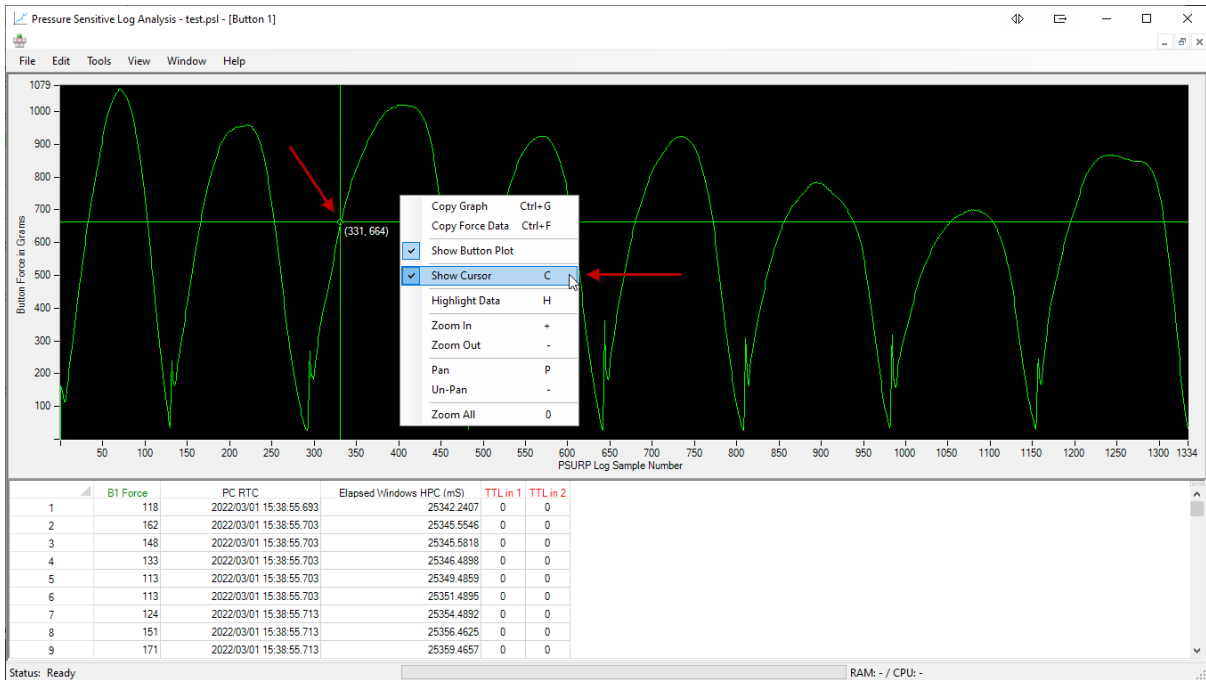 Pressure Sensitive Log Analysis - test.psl - [Button 1]
File Edit Tools View Window Help
1079
1000
900
800
700
600
500
400
300
200
100
Button Force in Grams
(331, 664)
Copy Graph Ctrl+G
Copy Force Data Ctrl+F
Show Button Plot
Show Cursor C
Highlight Data H
Zoom In +
Zoom Out -
Pan P
Un-Pan -
Zoom All 0
50 100 150 200 250 300 350 400 450 500 550 600 650 700 750 800 850 900 950 1000 1050 1100 1150 1200 1250 1300 1334
PSURP Log Sample Number
B1 Force PC RTC Elapsed Windows HPC (mS) TTL in 1 TTL in 2
1 118 2022/03/01 15:38:55.693 25342.2407 0 0
2 162 2022/03/01 15:38:55.703 25345.5546 0 0
3 148 2022/03/01 15:38:55.703 25345.5818 0 0
4 133 2022/03/01 15:38:55.703 25346.4898 0 0
5 113 2022/03/01 15:38:55.703 25349.4859 0 0
6 113 2022/03/01 15:38:55.703 25351.4895 0 0
7 124 2022/03/01 15:38:55.713 25354.4892 0 0
8 151 2022/03/01 15:38:55.713 25356.4625 0 0
9 171 2022/03/01 15:38:55.713 25359.4657 0 0
Status: Ready RAM: - / CPU: -